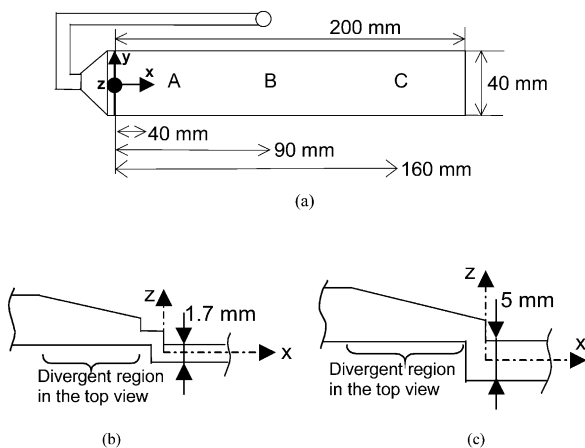 200 mm
y
x
z
A
B
C
40 mm
40 mm
90 mm
160 mm
(a)
z
1.7 mm
x
Divergent region
in the top view
(b)
z
5 mm
x
Divergent region
in the top view
(c)